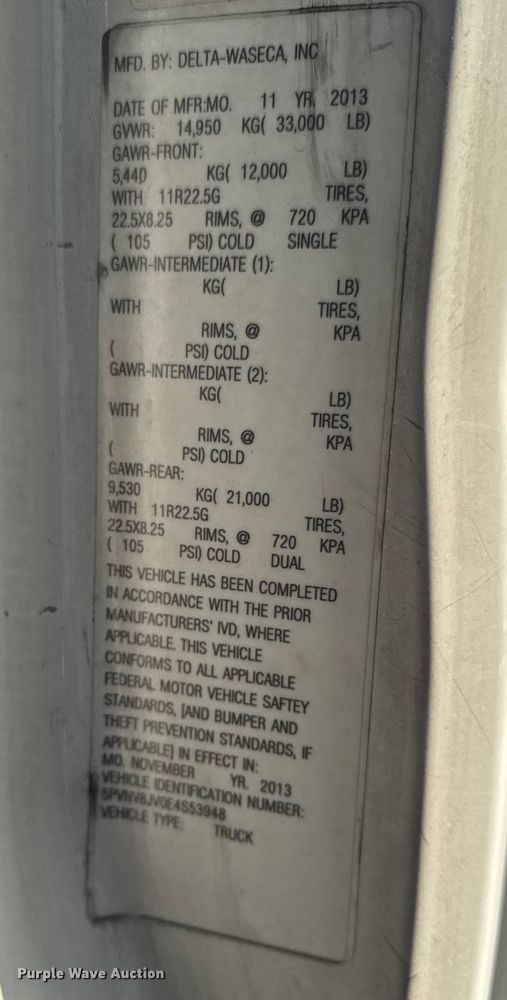 MFD. BY: DELTA-WASECA, INC
DATE OF MFR:MO. 11 YR. 2013
GVWR: 14,950 KG( 33,000 LB)
GAWR-FRONT:
5,440 KG( 12,000 LB)
WITH 11R22.5G TIRES,
22.5X8.25 RIMS, @ 720 KPA
( 105 PSI) COLD SINGLE
GAWR-INTERMEDIATE (1):
KG( LB)
WITH TIRES,
RIMS, @ KPA
( PSI) COLD
GAWR-INTERMEDIATE (2):
KG( LB)
WITH TIRES,
RIMS, @ KPA
( PSI) COLD
GAWR-REAR:
9,530 KG( 21,000 LB)
WITH 11R22.5G TIRES,
22.5X8.25 RIMS, @ 720 KPA
( 105 PSI) COLD DUAL
THIS VEHICLE HAS BEEN COMPLETED
IN ACCORDANCE WITH THE PRIOR
MANUFACTURERS' IVD, WHERE
APPLICABLE. THIS VEHICLE
CONFORMS TO ALL APPLICABLE
FEDERAL MOTOR VEHICLE SAFTEY
STANDARDS, [AND BUMPER AND
THEFT PREVENTION STANDARDS, IF
APPLICABLE] IN EFFECT IN:
MO. NOVEMBER YR. 2013
VEHICLE IDENTIFICATION NUMBER:
5PVNV8JV0E4S53948
VEHICLE TYPE: TRUCK
Purple Wave Auction